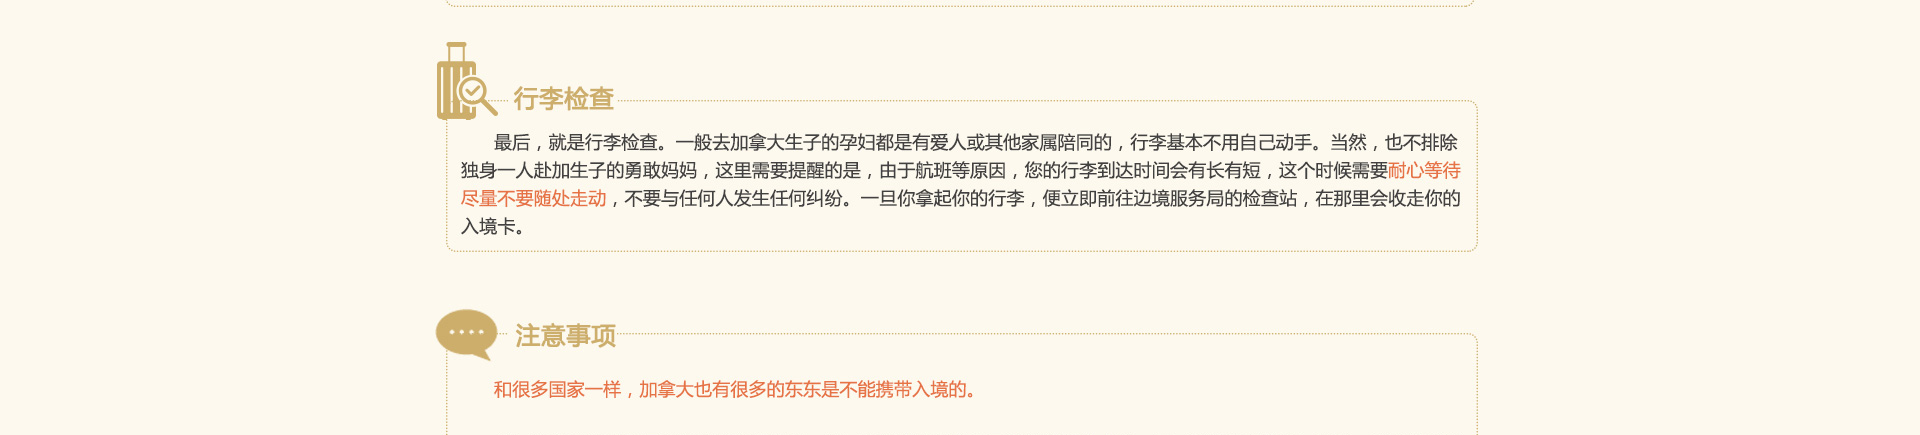 行李检查
最后，就是行李检查。一般去加拿大生子的孕妇都是有爱人或其他家属陪同的，行李基本不用自己动手。当然，也不排除
独身一人赴加生子的勇敢妈妈，这里需要提醒的是，由于航班等原因，您的行李到达时间会有长有短，这个时候需要耐心等待
尽量不要随处走动，不要与任何人发生任何纠纷。一旦你拿起你的行李，便立即前往边境服务局的检查站，在那里会收走你的
入境卡。
注意事项
和很多国家一样，加拿大也有很多的东东是不能携带入境的。